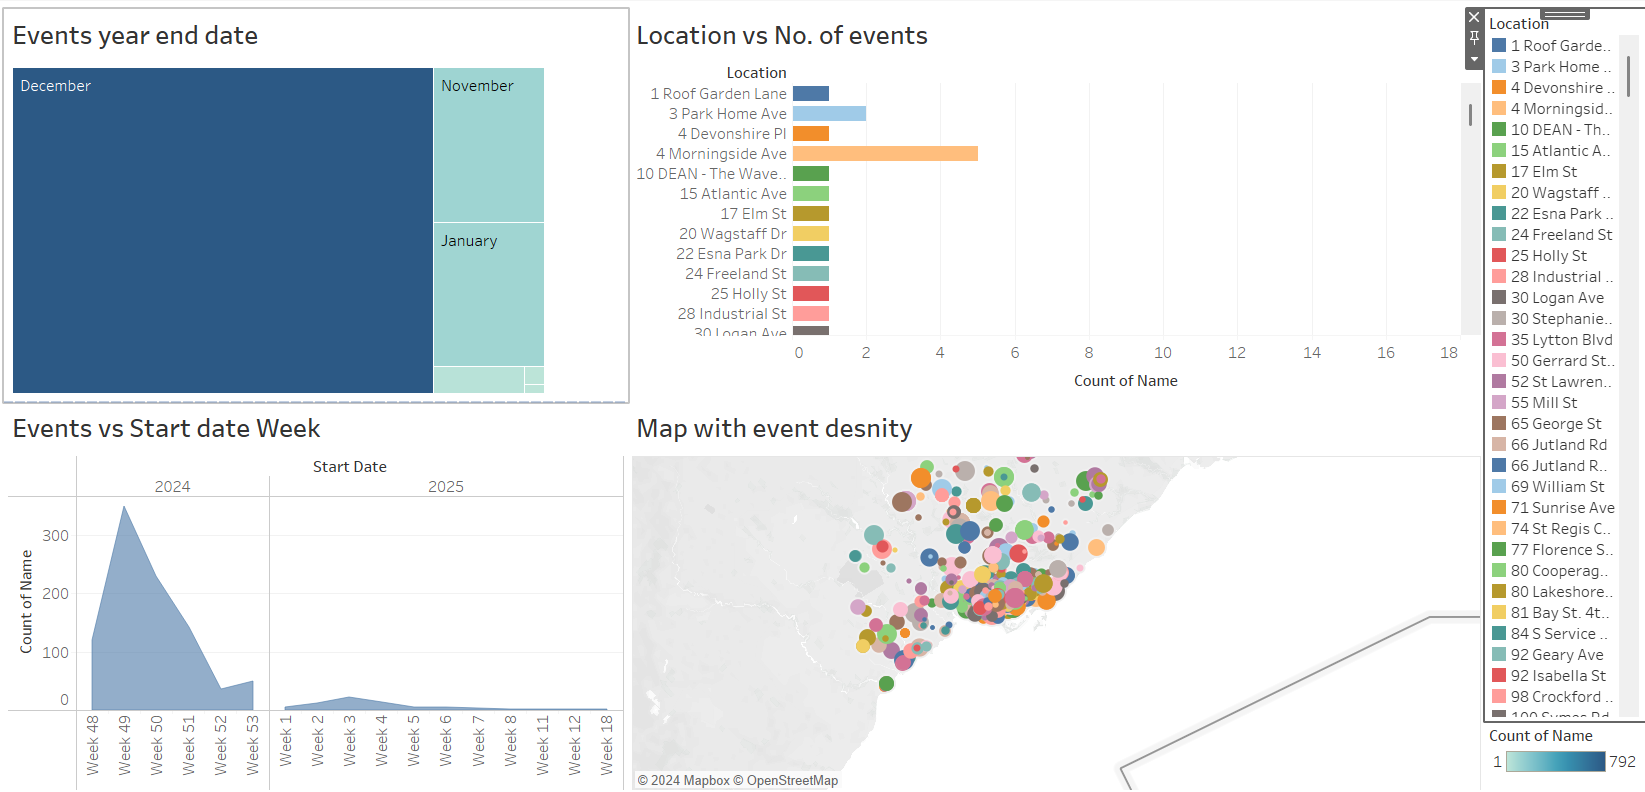 Events year end date
December
November
January
Location vs No. of events
Location
1 Roof Garden Lane
3 Park Home Ave
4 Devonshire Pl
4 Morningside Ave
10 DEAN - The Wave..
15 Atlantic Ave
17 Elm St
20 Wagstaff Dr
22 Esna Park Dr
24 Freeland St
25 Holly St
28 Industrial St
30 Logan Ave
0 2 4 6 8 10 12 14 16 18
Count of Name
Events vs Start date Week
Start Date
2024 2025
Count of Name
300
200
100
0
Week 48
Week 49
Week 50
Week 51
Week 52
Week 53
Week 1
Week 2
Week 3
Week 4
Week 5
Week 6
Week 7
Week 8
Week 11
Week 12
Week 18
Map with event desnity
© 2024 Mapbox © OpenStreetMap
Location
1 Roof Garde..
3 Park Home ..
4 Devonshire ..
4 Morningsid..
10 DEAN - Th..
15 Atlantic A..
17 Elm St
20 Wagstaff ..
22 Esna Park ..
24 Freeland St
25 Holly St
28 Industrial ..
30 Logan Ave
30 Stephanie..
35 Lytton Blvd
50 Gerrard St..
52 St Lawren..
55 Mill St
65 George St
66 Jutland Rd
66 Jutland R..
69 William St
71 Sunrise Ave
74 St Regis C..
77 Florence S..
80 Cooperag..
80 Lakeshore..
81 Bay St. 4t..
84 S Service ..
92 Geary Ave
92 Isabella St
98 Crockford ..
100 Symes Rd
Count of Name
1 792